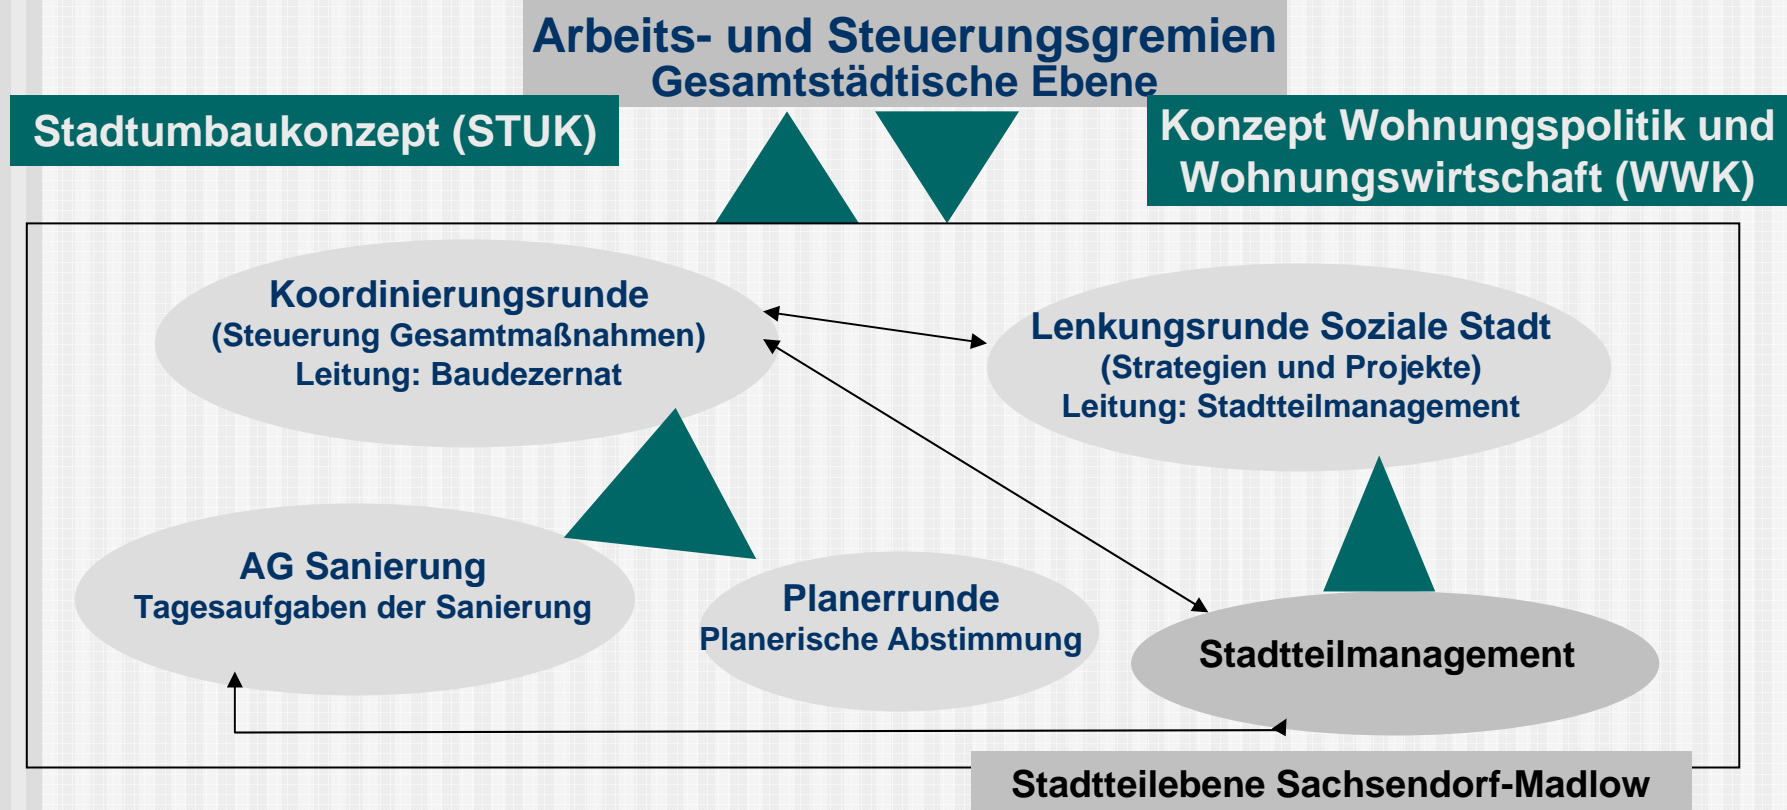 Arbeits- und Steuerungsgremien
Gesamtstädtische Ebene
Stadtumbaukonzept (STUK)
Konzept Wohnungspolitik und
Wohnungswirtschaft (WWK)
Koordinierungsrunde
(Steuerung Gesamtmaßnahmen)
Leitung: Baudezernat
Lenkungsrunde Soziale Stadt
(Strategien und Projekte)
Leitung: Stadtteilmanagement
AG Sanierung
Tagesaufgaben der Sanierung
Planerrunde
Planerische Abstimmung
Stadtteilmanagement
Stadtteilebene Sachsendorf-Madlow